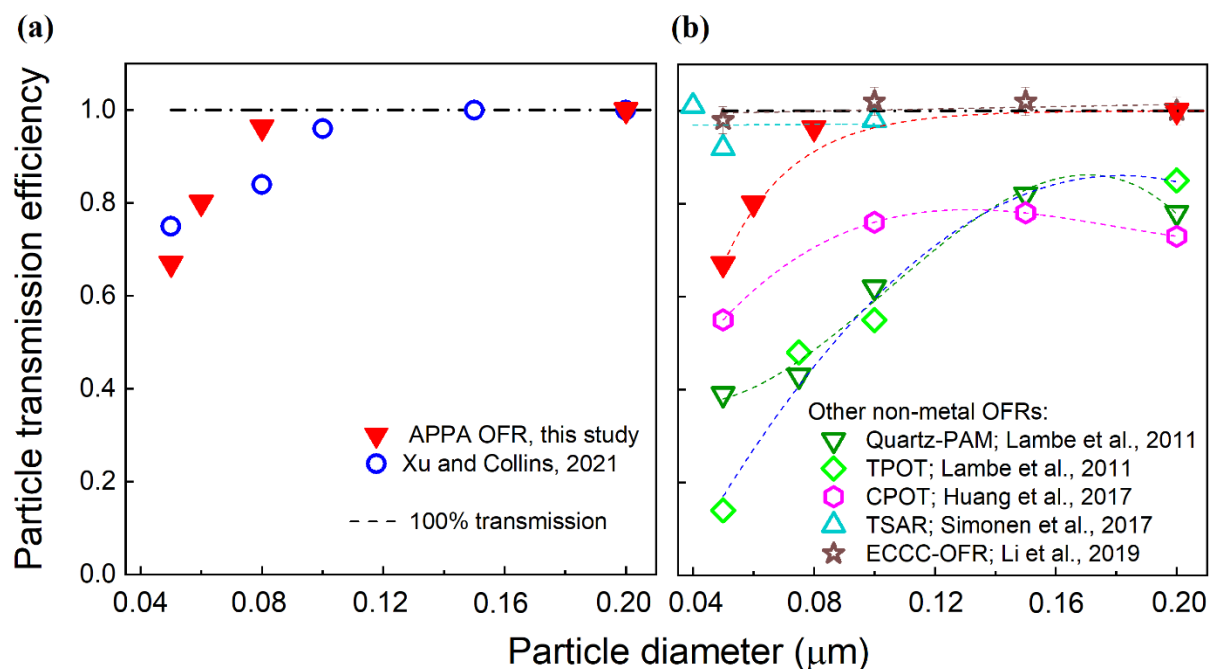 (a)
(b)
Particle transmission efficiency
1.0
0.8
0.6
0.4
0.2
0.0
APPA OFR, this study
Xu and Collins, 2021
100% transmission
0.04
0.08
0.12
0.16
0.20
Other non-metal OFRs:
Quartz-PAM; Lambe et al., 2011
TPOT; Lambe et al., 2011
CPOT; Huang et al., 2017
TSAR; Simonen et al., 2017
ECCC-OFR; Li et al., 2019
0.04
0.08
0.12
0.16
0.20
Particle diameter (μm)